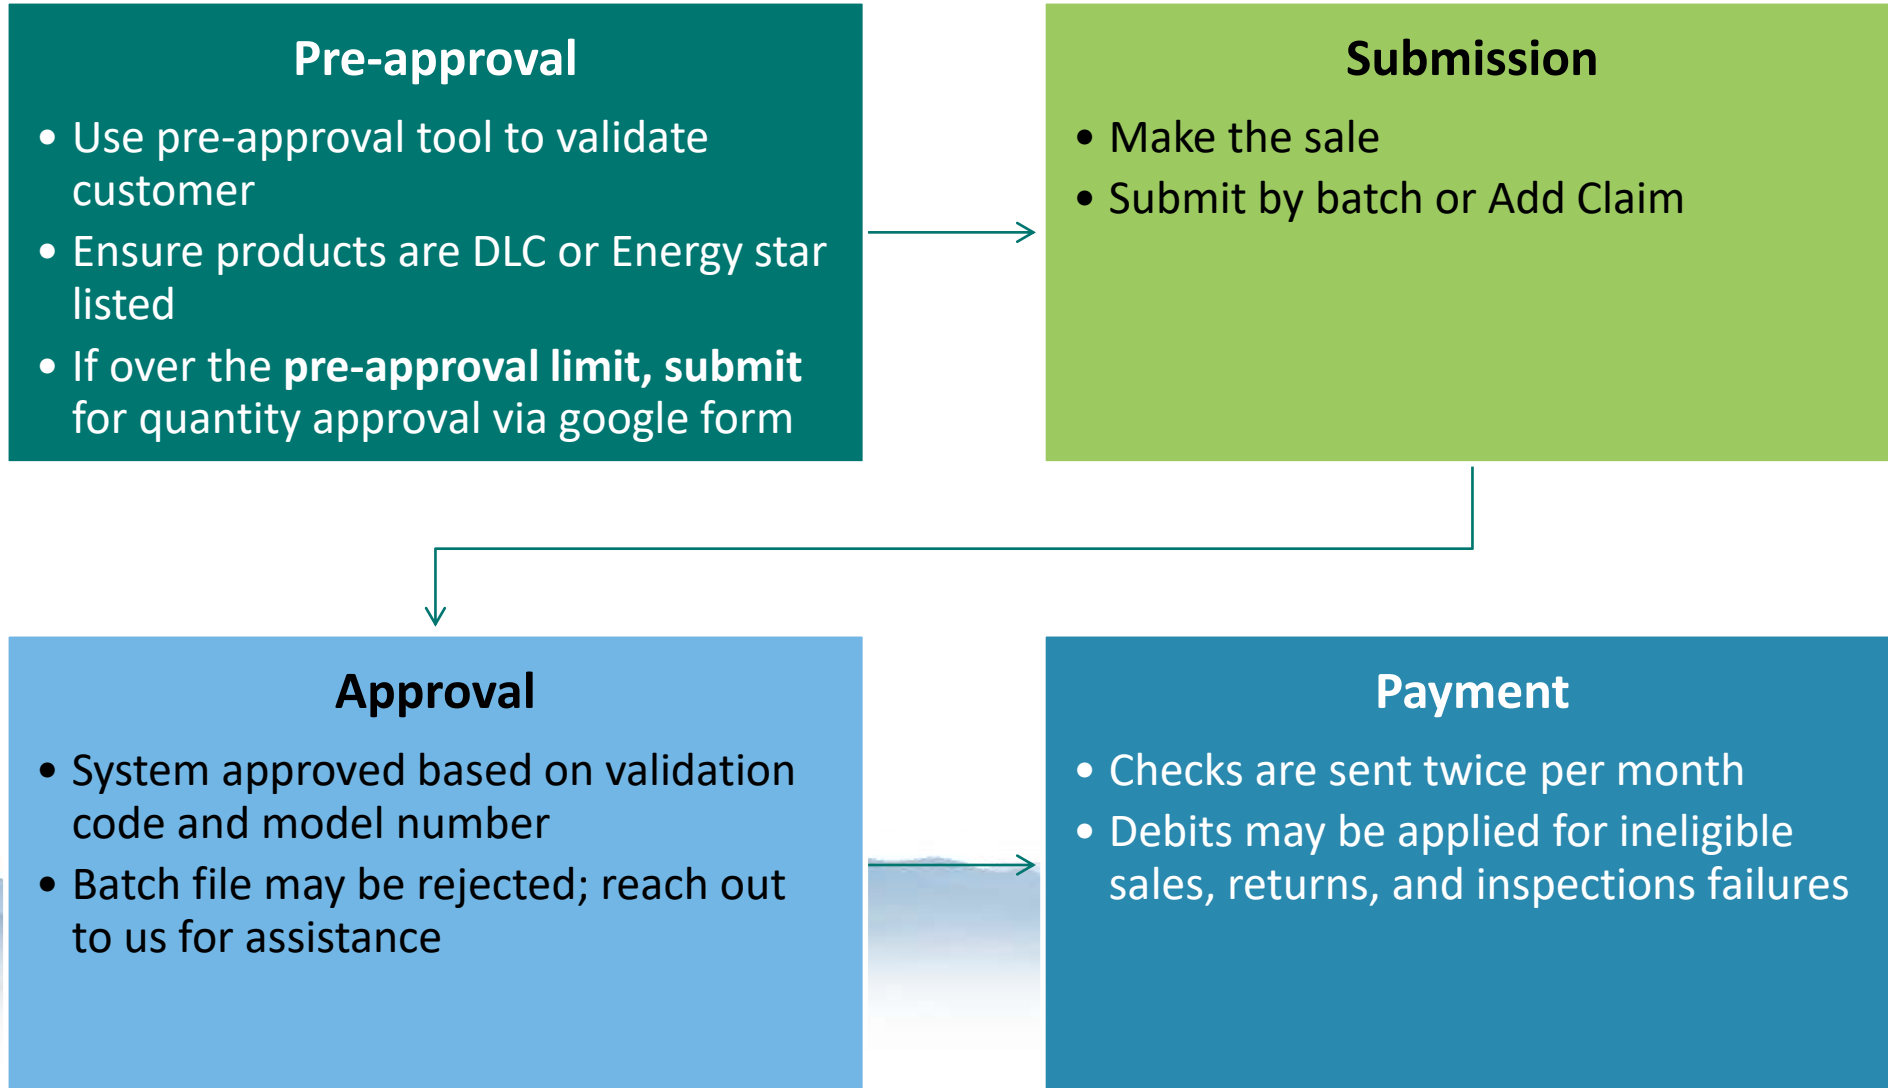 Pre-approval
• Use pre-approval tool to validate
customer
• Ensure products are DLC or Energy star
listed
• If over the pre-approval limit, submit
for quantity approval via google form
Submission
• Make the sale
• Submit by batch or Add Claim
Approval
• System approved based on validation
code and model number
• Batch file may be rejected; reach out
to us for assistance
Payment
• Checks are sent twice per month
• Debits may be applied for ineligible
sales, returns, and inspections failures